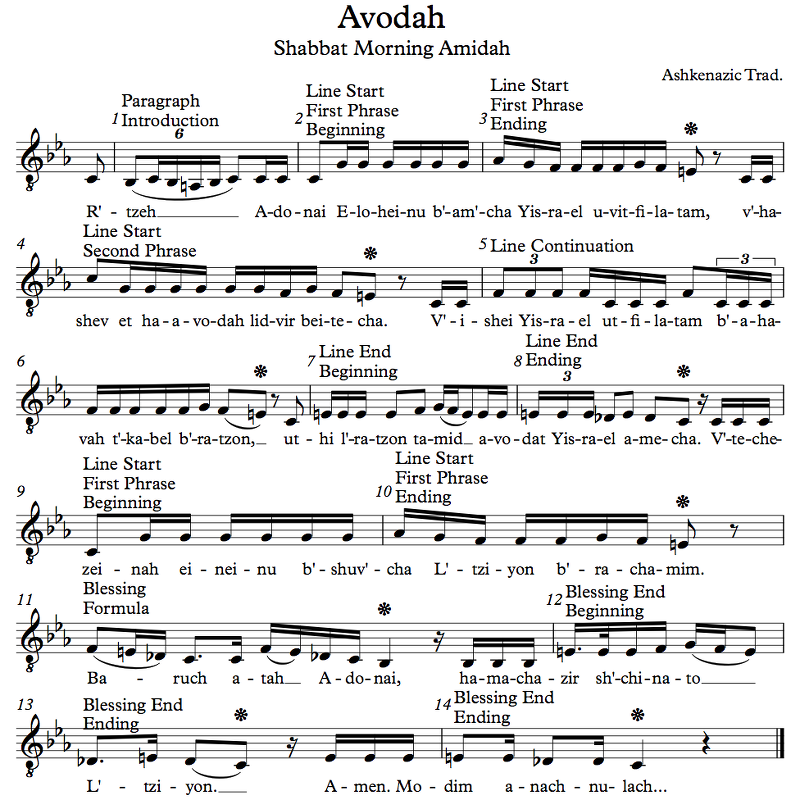 Avodah
Shabbat Morning Amidah
Ashkenazic Trad.
Paragraph
Introduction
Line Start
First Phrase
Beginning
Line Start
First Phrase
Ending
1 6 2 3
R' - tzeh A-do-nai E-lo-hei-nu b'am'-cha Yis-ra-el u-vit-fi-la-tam, v'-ha-
4 Line Start
Second Phrase
5 Line Continuation
3 3
shev et ha-a-vo-dah lid-vir bei-te-cha. V'-i-shei Yis-ra-el ut-fi-la-tam b'-a-ha-
6 7 Line End
Beginning
8 Line End
Ending
3
vah t'-ka-bel b'-ra-tzon, ut-hi l'-ra-tzon ta-mid a-vo-dat Yis-ra-el a-me-cha. V'-te-che-
9 Line Start
First Phrase
Beginning
10 Line Start
First Phrase
Ending
zei - nah ei - nei - nu b' - shuv' - cha L' - tzi - yon b' - ra - cha - mim.
11 Blessing
Formula
12 Blessing End
Beginning
Ba - ruch a - tah A - do - nai, ha - ma - cha - zir sh' - chi - na - to
13 Blessing End
Ending
14 Blessing End
Ending
L' - tzi - yon. A - men. Mo - dim a - nach - nu - lach...